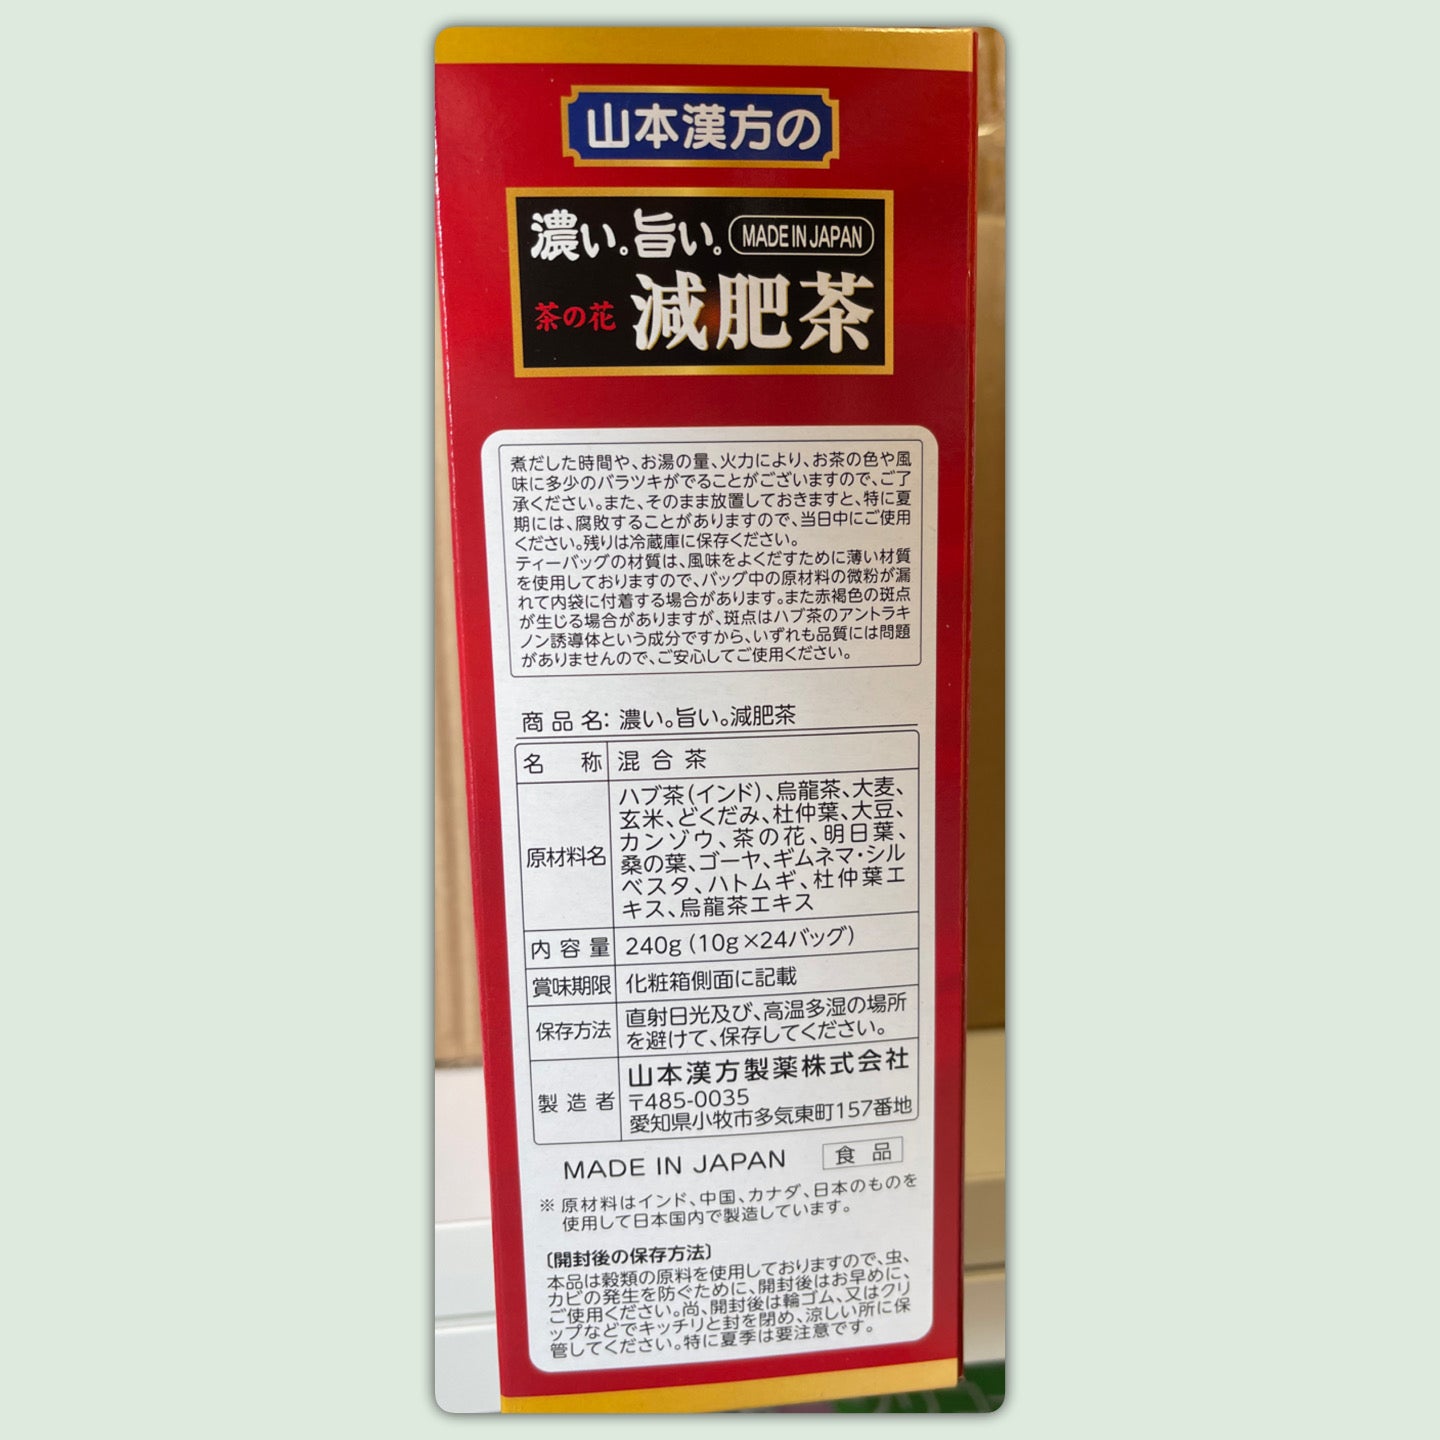 山本漢方の
濃い。旨い。 MADE IN JAPAN
茶の花 減肥茶
煮だした時間や、お湯の量、火力により、お茶の色や風
味に多少のバラツキがでることがございますので、ご了
承ください。また、そのまま放置しておきますと、特に夏
期には、腐敗することがありますので、当日中にご使用
ください。残りは冷蔵庫に保存ください。
ティーバッグの材質は、風味をよくだすために薄い材質
を使用しておりますので、バッグ中の原材料の微粉が漏
れて内袋に付着する場合があります。また赤褐色の斑点
が生じる場合がありますが、斑点はハブ茶のアントラキ
ノン誘導体という成分ですから、いずれも品質には問題
がありませんので、ご安心してご使用ください。
商品名: 濃い。旨い。減肥茶
名称 混合茶
原材料名 ハブ茶(インド)、烏龍茶、大麦、
玄米、どくだみ、杜仲葉、大豆、
カンゾウ、茶の花、明日葉、
桑の葉、ゴーヤ、ギムネマ・シル
ベスタ、ハトムギ、杜仲葉エ
キス、烏龍茶エキス
内容量 240g (10g×24バッグ)
賞味期限 化粧箱側面に記載
保存方法 直射日光及び、高温多湿の場所
を避けて、保存してください。
製造者 山本漢方製薬株式会社
〒485-0035
愛知県小牧市多気東町157番地
MADE IN JAPAN 食品
※ 原材料はインド、中国、カナダ、日本のものを
使用して日本国内で製造しています。
〔開封後の保存方法〕
本品は穀類の原料を使用しておりますので、虫、
カビの発生を防ぐために、開封後はお早めに、
ご使用ください。尚、開封後は輪ゴム、又はクリ
ップなどでキッチリと封を閉め、涼しい所に保
管してください。特に夏季は要注意です。